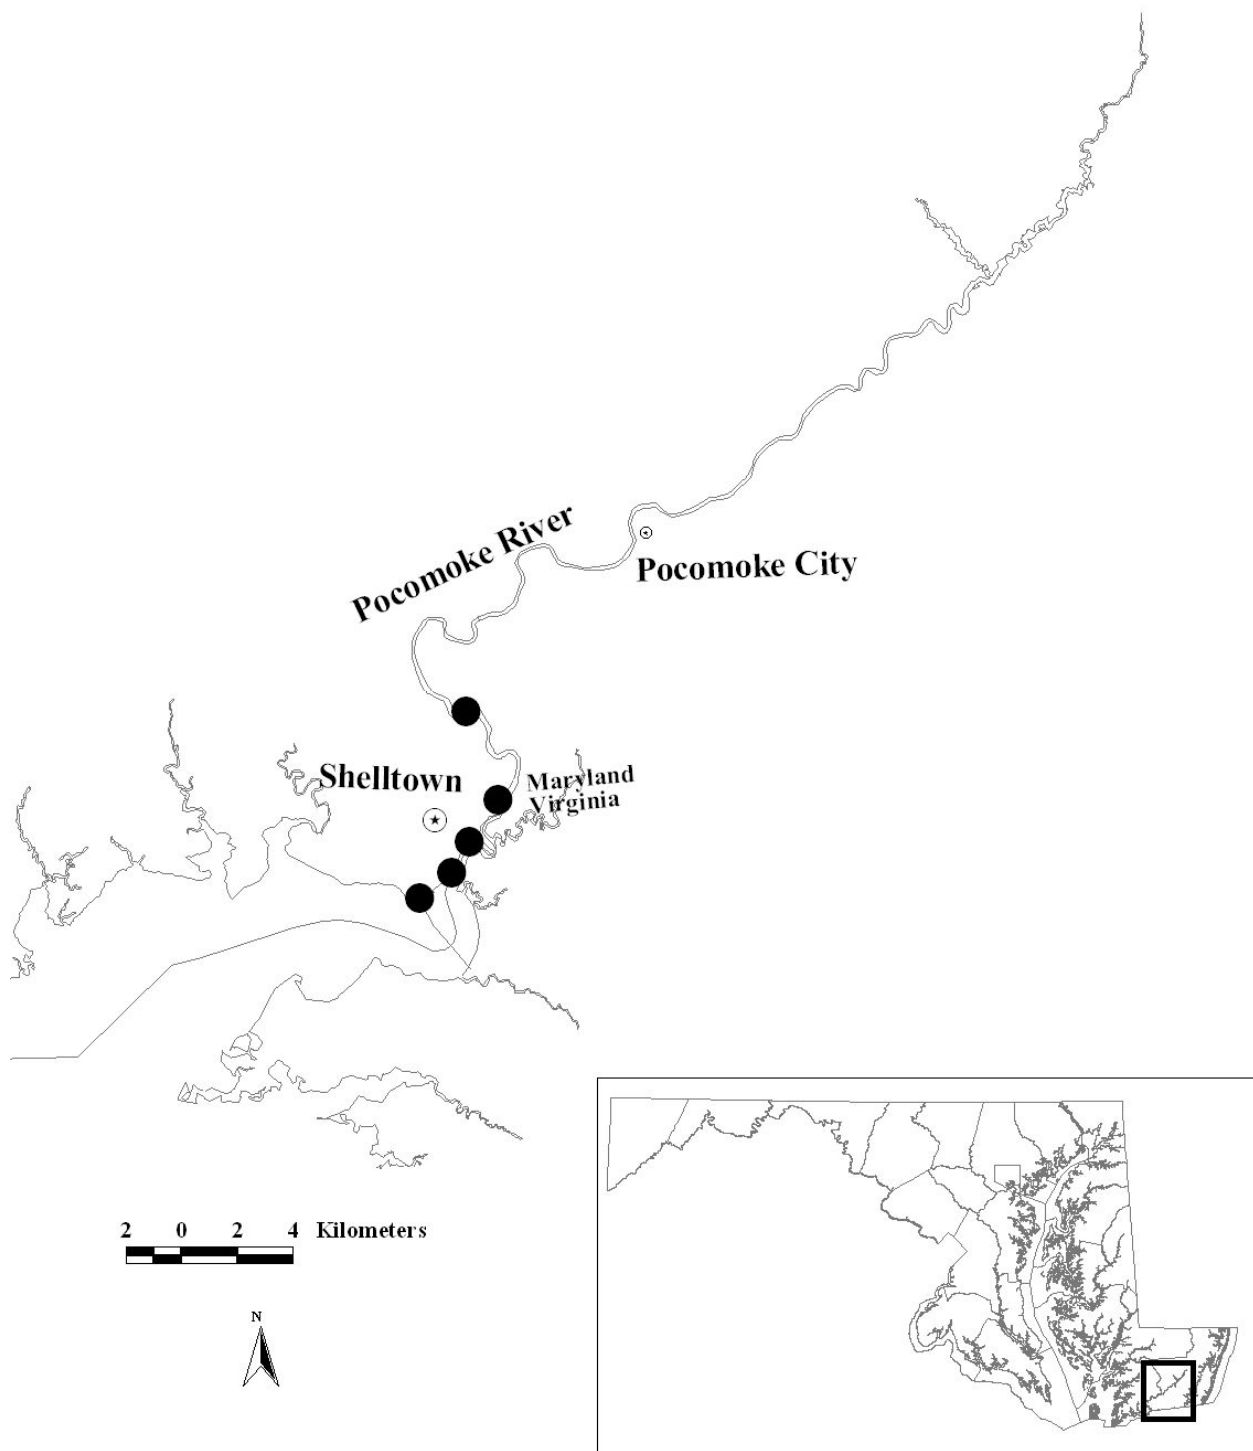 Pocomoke River
Pocomoke City
Shelltown
Maryland
Virginia
2 0 2 4 Kilometers
N